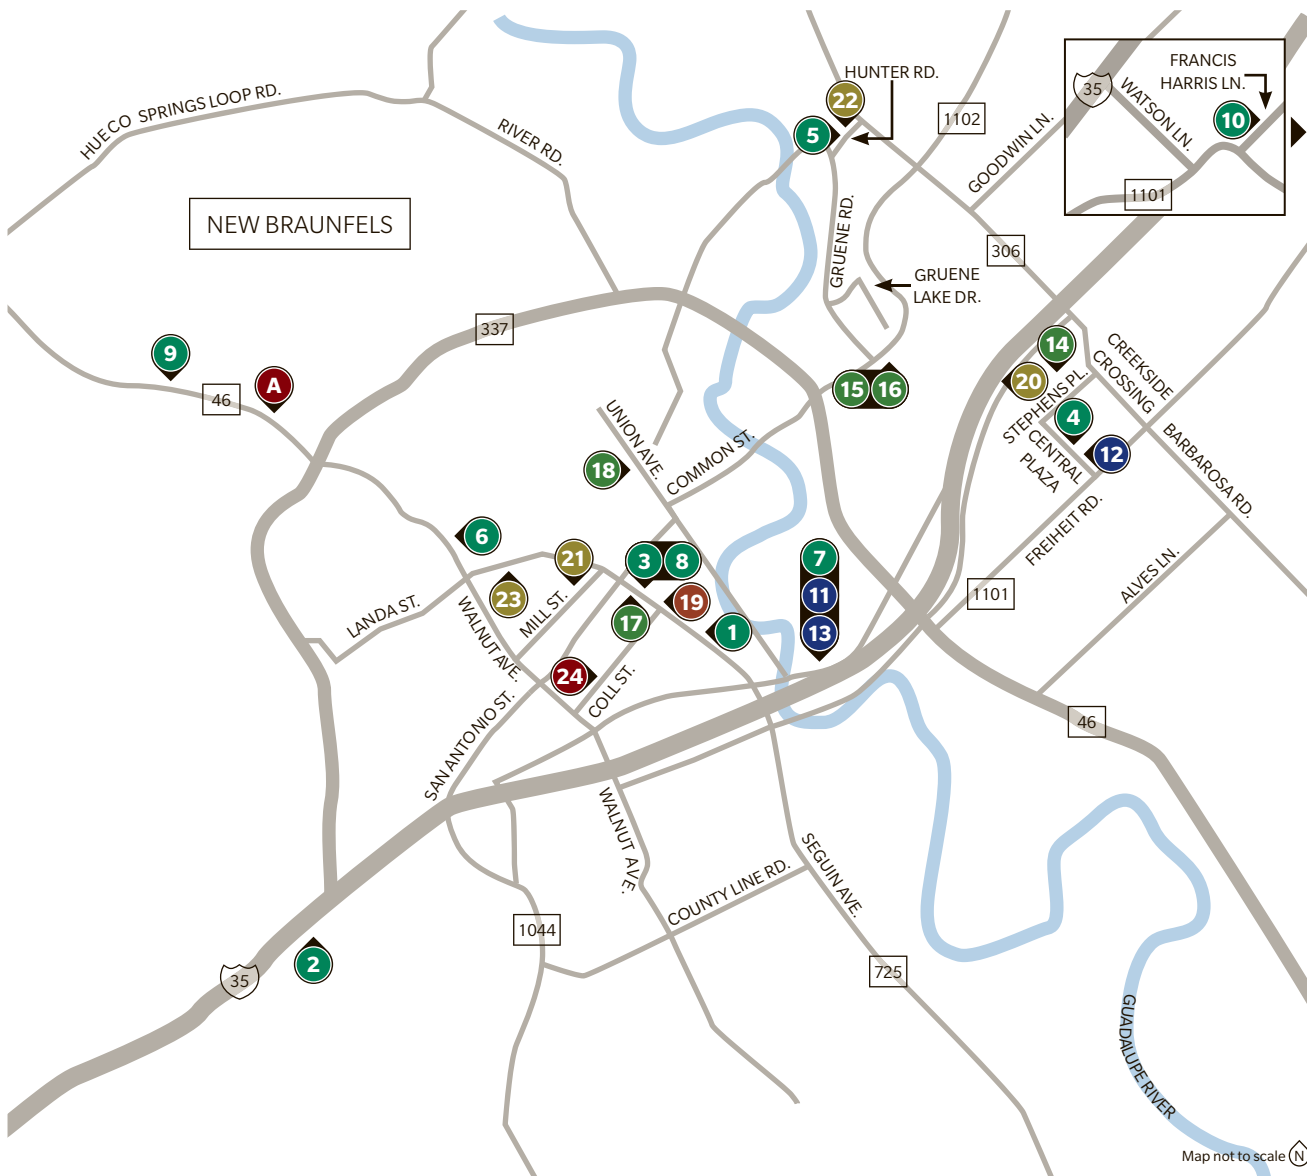 HUNTER RD.
FRANCIS
HARRIS LN.
35
WATSON LN.
10
1101
22
5
1102
GOODWIN LN.
HUECO SPRINGS LOOP RD.
RIVER RD.
NEW BRAUNFELS
GRUENE RD.
306
GRUENE
LAKE DR.
337
9
A
46
14
20
CREEKSIDE
CROSSING
STEPHENS PL.
15
16
4
CENTRAL
PLAZA
12
BARBAROSA RD.
UNION AVE.
COMMON ST.
18
FREIHEIT RD.
6
21
3
8
7
11
13
23
MILL ST.
19
17
1
1101
ALVES LN.
LANDA ST.
WALNUT AVE.
24
COLL ST.
SAN ANTONIO ST.
46
WALNUT AVE.
SEGUIN AVE.
COUNTY LINE RD.
1044
2
35
725
GUADALUPE RIVER
Map not to scale N